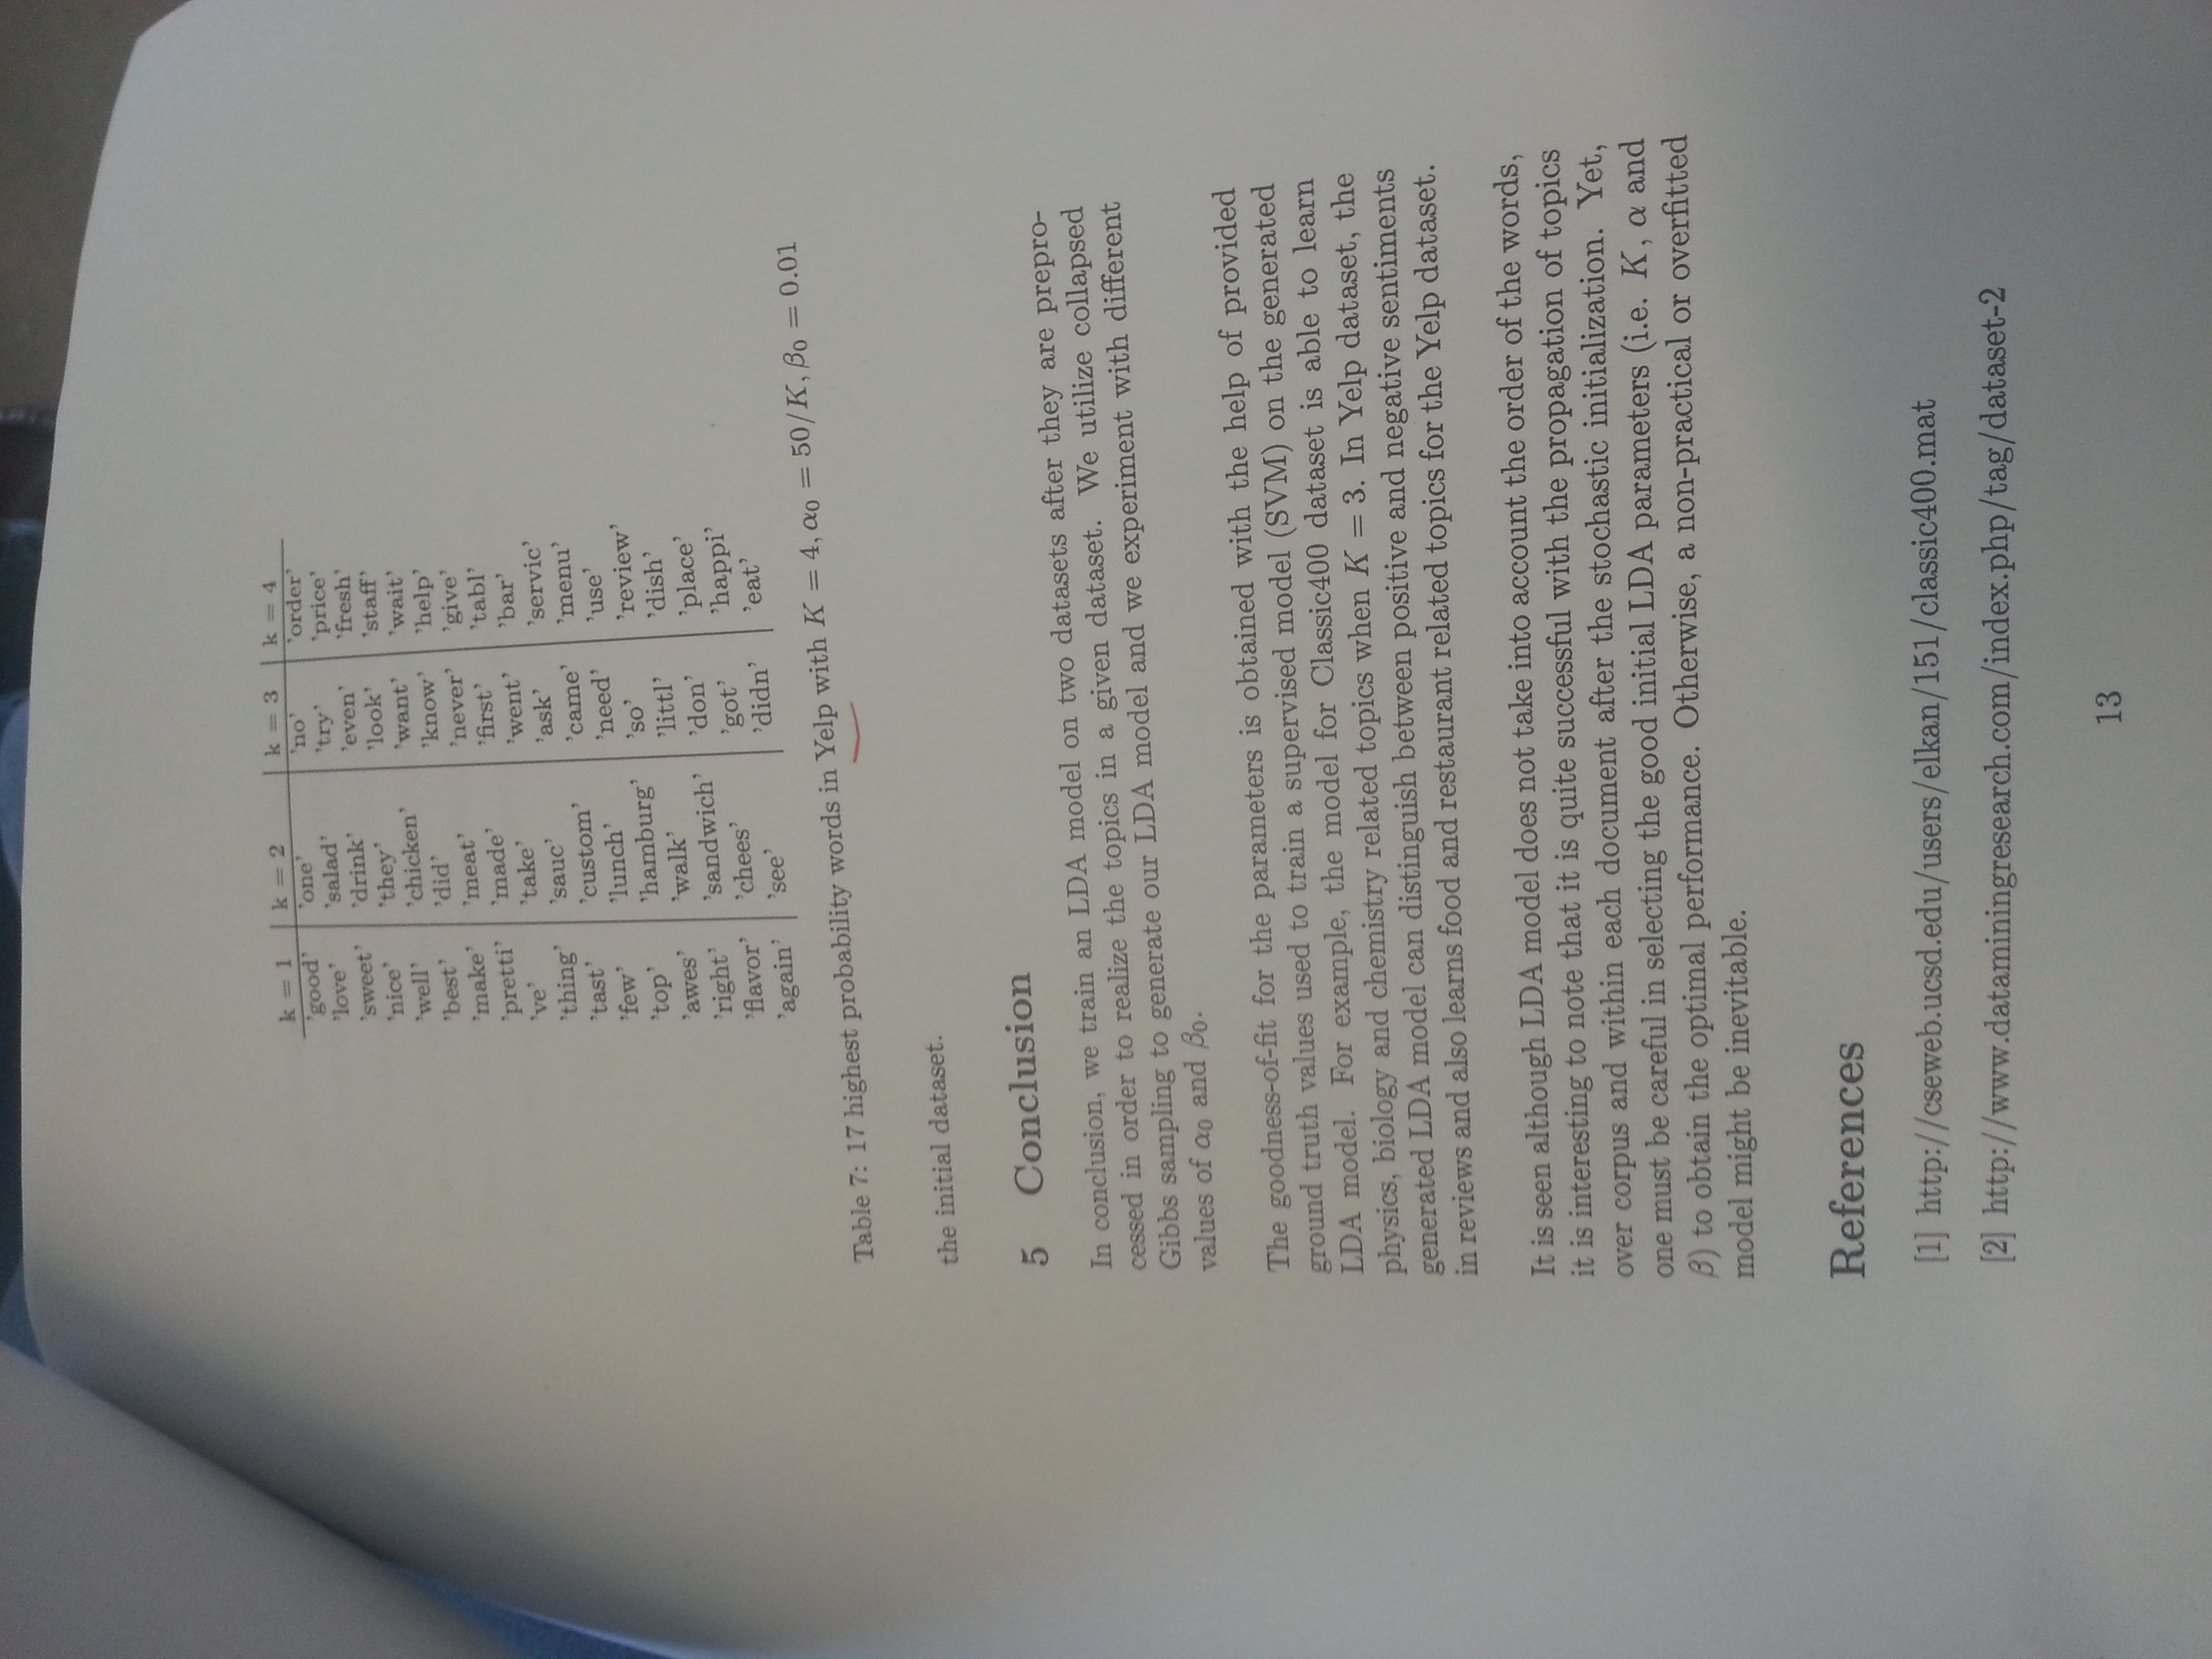 k = 1 k = 2 k = 3 k = 4
'good' 'one' 'no' 'order'
'love' 'salad' 'try' 'price'
'sweet' 'drink' 'even' 'fresh'
'nice' 'they' 'look' 'staff'
'well' 'chicken' 'want' 'wait'
'best' 'did' 'know' 'help'
'make' 'meat' 'never' 'give'
'pretti' 'made' 'first' 'tabl'
've' 'take' 'went' 'bar'
'thing' 'sauc' 'ask' 'servic'
'tast' 'custom' 'came' 'menu'
'few' 'lunch' 'need' 'use'
'top' 'hamburg' 'so' 'review'
'awes' 'walk' 'littl' 'dish'
'right' 'sandwich' 'don' 'place'
'flavor' 'chees' 'got' 'happi'
'again' 'see' 'didn' 'eat'
Table 7: 17 highest probability words in Yelp with K = 4, α₀ = 50/K, β₀ = 0.01
the initial dataset.
5 Conclusion
In conclusion, we train an LDA model on two datasets after they are prepro-
cessed in order to realize the topics in a given dataset. We utilize collapsed
Gibbs sampling to generate our LDA model and we experiment with different
values of α₀ and β₀.
The goodness-of-fit for the parameters is obtained with the help of provided
ground truth values used to train a supervised model (SVM) on the generated
LDA model. For example, the model for Classic400 dataset is able to learn
physics, biology and chemistry related topics when K = 3. In Yelp dataset, the
generated LDA model can distinguish between positive and negative sentiments
in reviews and also learns food and restaurant related topics for the Yelp dataset.
It is seen although LDA model does not take into account the order of the words,
it is interesting to note that it is quite successful with the propagation of topics
over corpus and within each document after the stochastic initialization. Yet,
one must be careful in selecting the good initial LDA parameters (i.e. K, α and
β) to obtain the optimal performance. Otherwise, a non-practical or overfitted
model might be inevitable.
References
[1] http://cseweb.ucsd.edu/users/elkan/151/classic400.mat
[2] http://www.dataminingresearch.com/index.php/tag/dataset-2
13